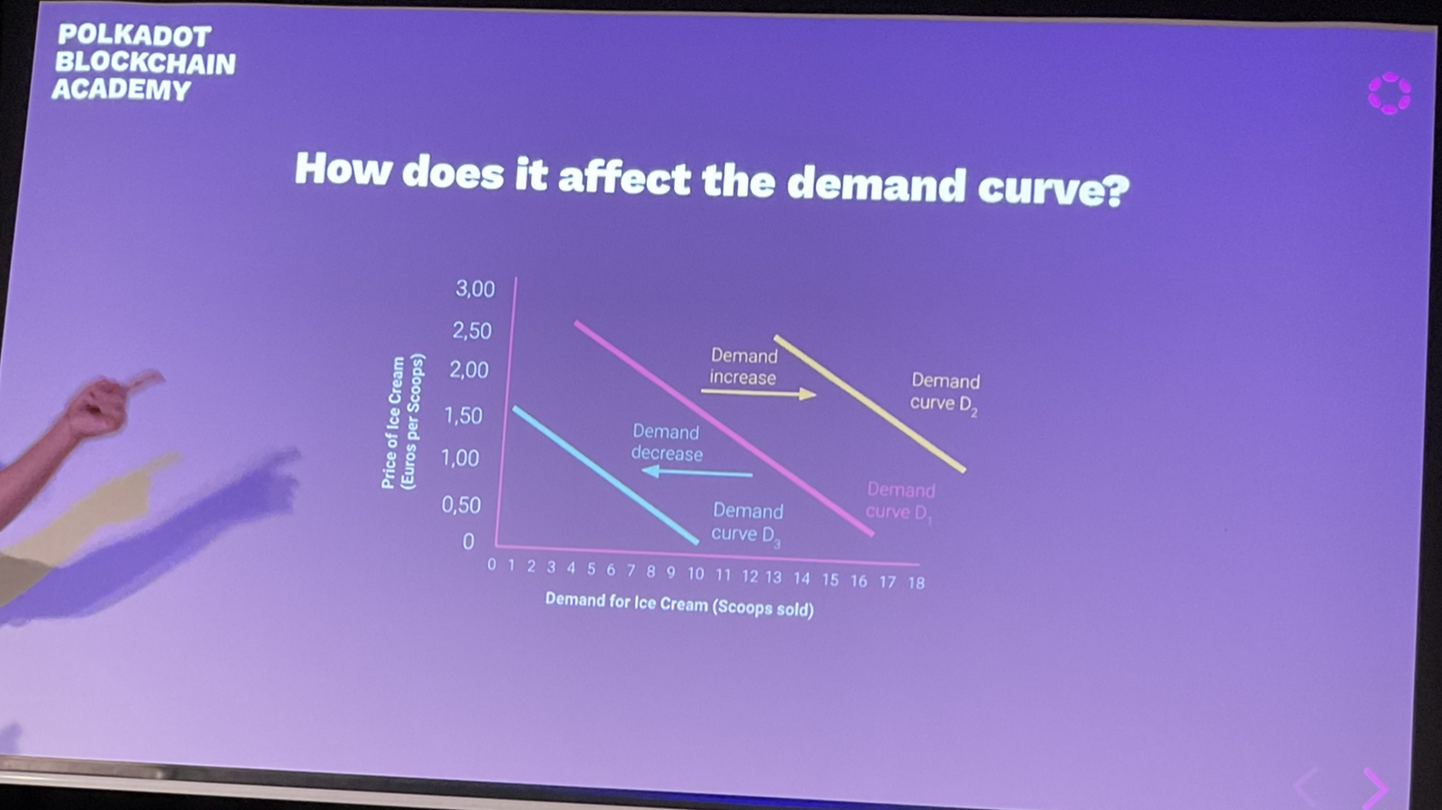 POLKADOT
BLOCKCHAIN
ACADEMY
How does it affect the demand curve?
3,00
2,50
2,00
1,50
1,00
0,50
0
Price of Ice Cream
(Euros per Scoops)
Demand
increase
Demand
curve D2
Demand
decrease
Demand
curve D1
Demand
curve D3
0 1 2 3 4 5 6 7 8 9 10 11 12 13 14 15 16 17 18
Demand for Ice Cream (Scoops sold)